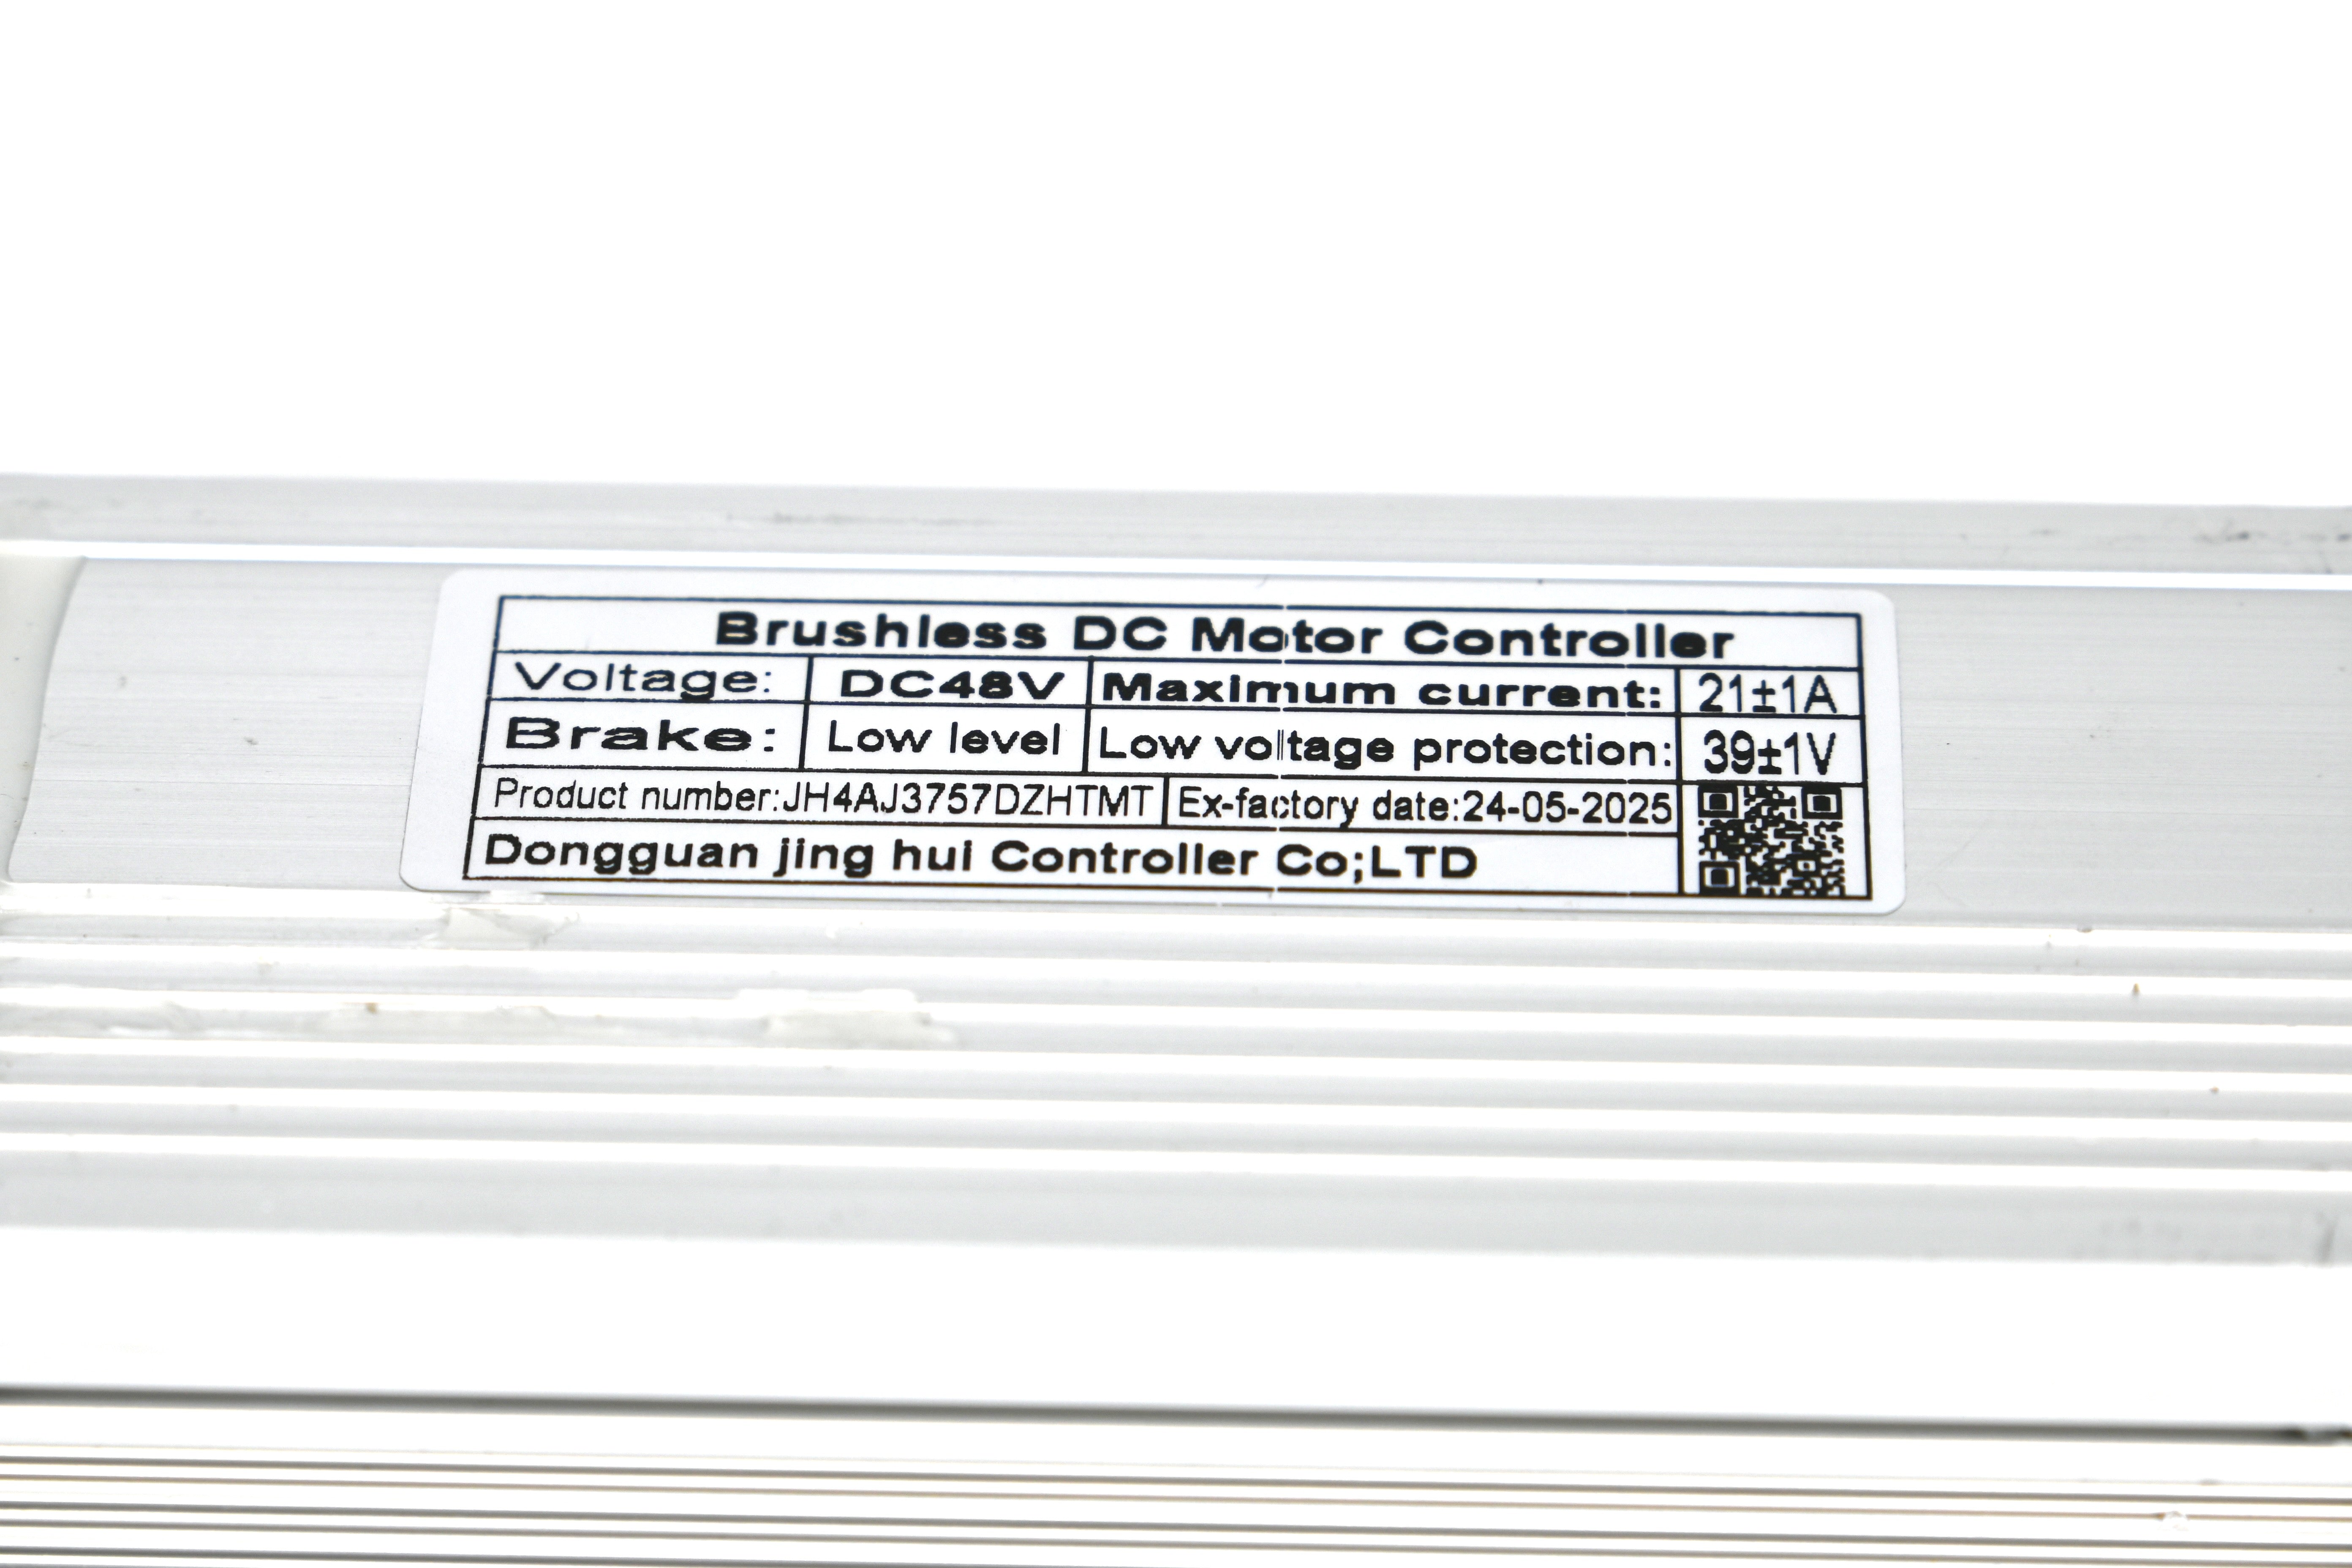 Brushless DC Motor Controller
Voltage: DC48V Maximum current: 21±1A
Brake: Low level Low voltage protection: 39±1V
Product number:JH4AJ3757DZHTMT Ex-factory date:24-05-2025
Dongguan jing hui Controller Co;LTD